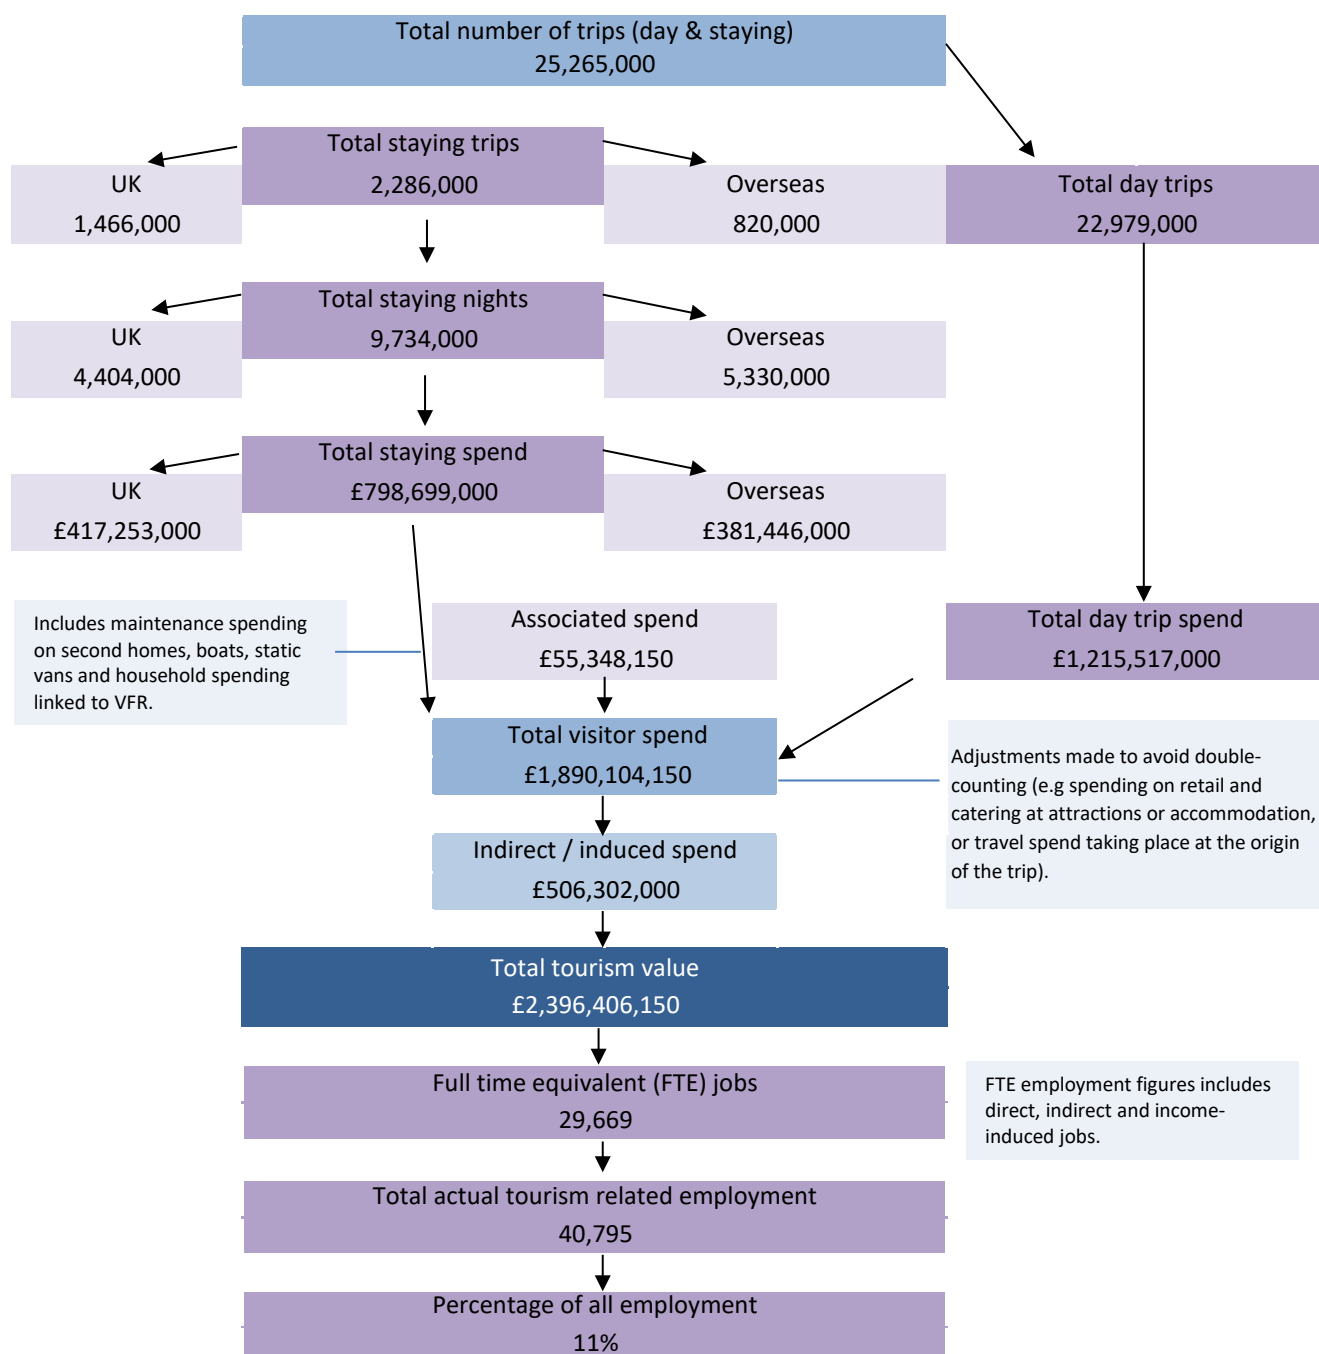 Total number of trips (day & staying)
25,265,000
Total staying trips
2,286,000
UK
1,466,000
Overseas
820,000
Total day trips
22,979,000
Total staying nights
9,734,000
UK
4,404,000
Overseas
5,330,000
Total staying spend
£798,699,000
UK
£417,253,000
Overseas
£381,446,000
Includes maintenance spending
on second homes, boats, static
vans and household spending
linked to VFR.
Associated spend
£55,348,150
Total day trip spend
£1,215,517,000
Total visitor spend
£1,890,104,150
Adjustments made to avoid double-
counting (e.g spending on retail and
catering at attractions or accommodation,
or travel spend taking place at the origin
of the trip).
Indirect / induced spend
£506,302,000
Total tourism value
£2,396,406,150
Full time equivalent (FTE) jobs
29,669
FTE employment figures includes
direct, indirect and income-
induced jobs.
Total actual tourism related employment
40,795
Percentage of all employment
11%